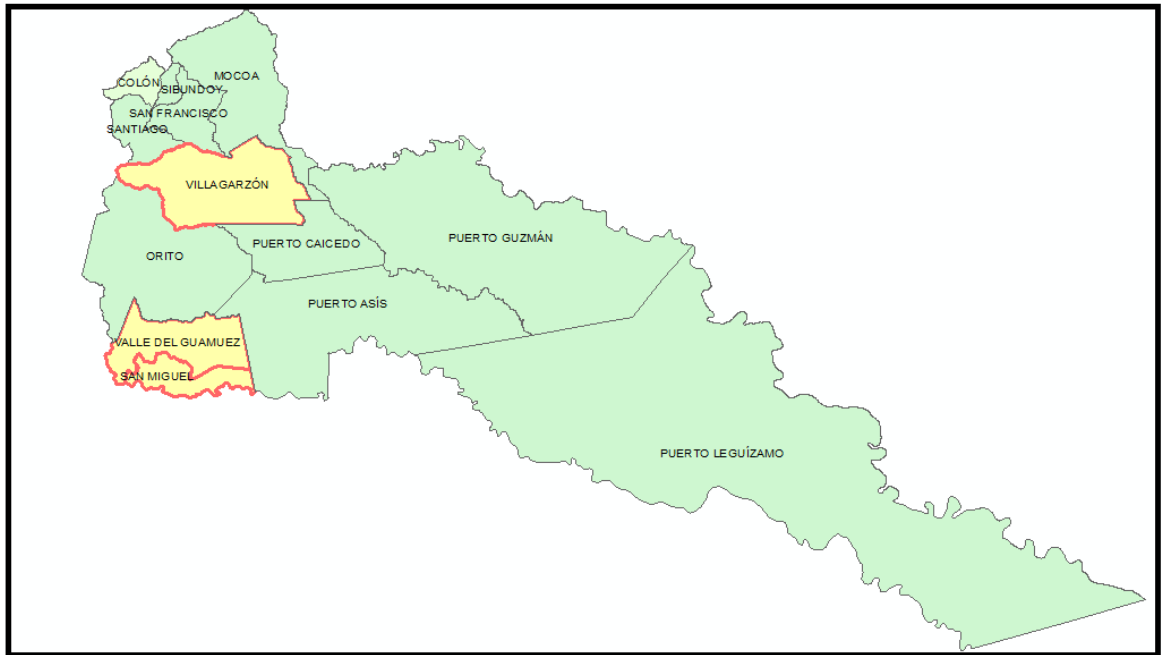 MOCOA
COLÓN
SIBUNDOY
SAN FRANCISCO
SANTIAGO
VILLAGARZÓN
PUERTO GUZMÁN
PUERTO CAICEDO
ORITO
PUERTO ASÍS
VALLE DEL GUAMUEZ
SAN MIGUEL
PUERTO LEGUÍZAMO